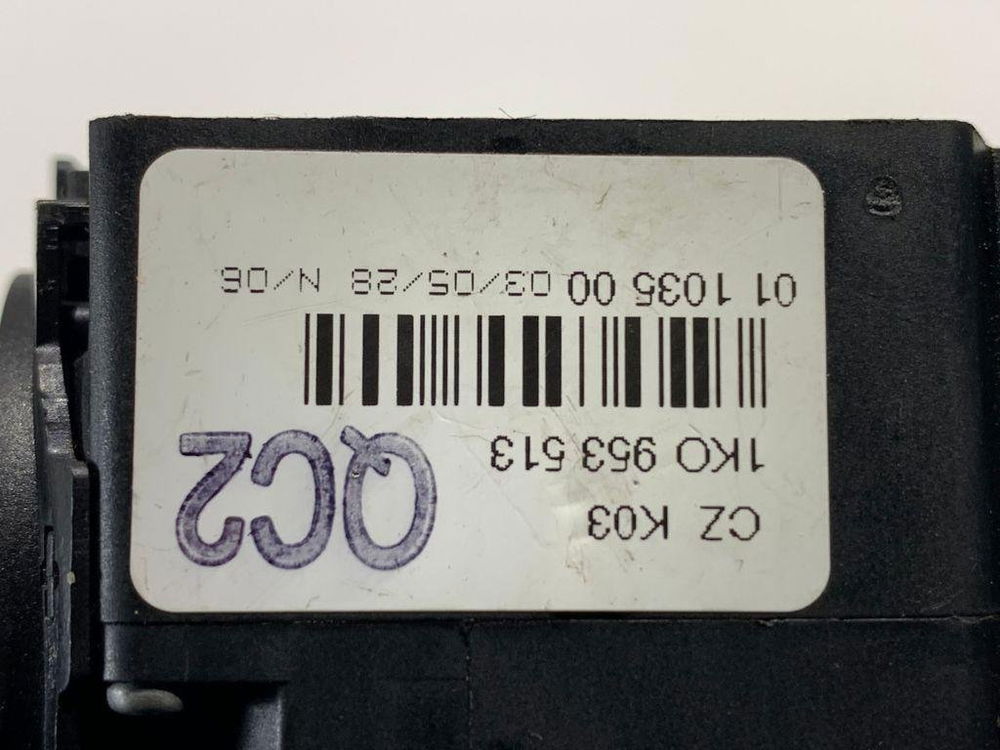 CZ K03
1K0 953 513
QC2
01 1035 00 03/05/28 N/06